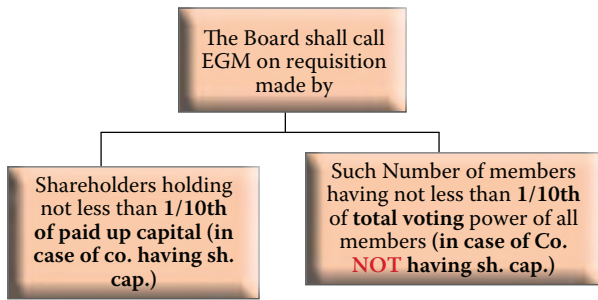 The Board shall call
EGM on requisition
made by
Shareholders holding
not less than 1/10th
of paid up capital (in
case of co. having sh.
cap.)
Such Number of members
having not less than 1/10th
of total voting power of all
members (in case of Co.
NOT having sh. cap.)